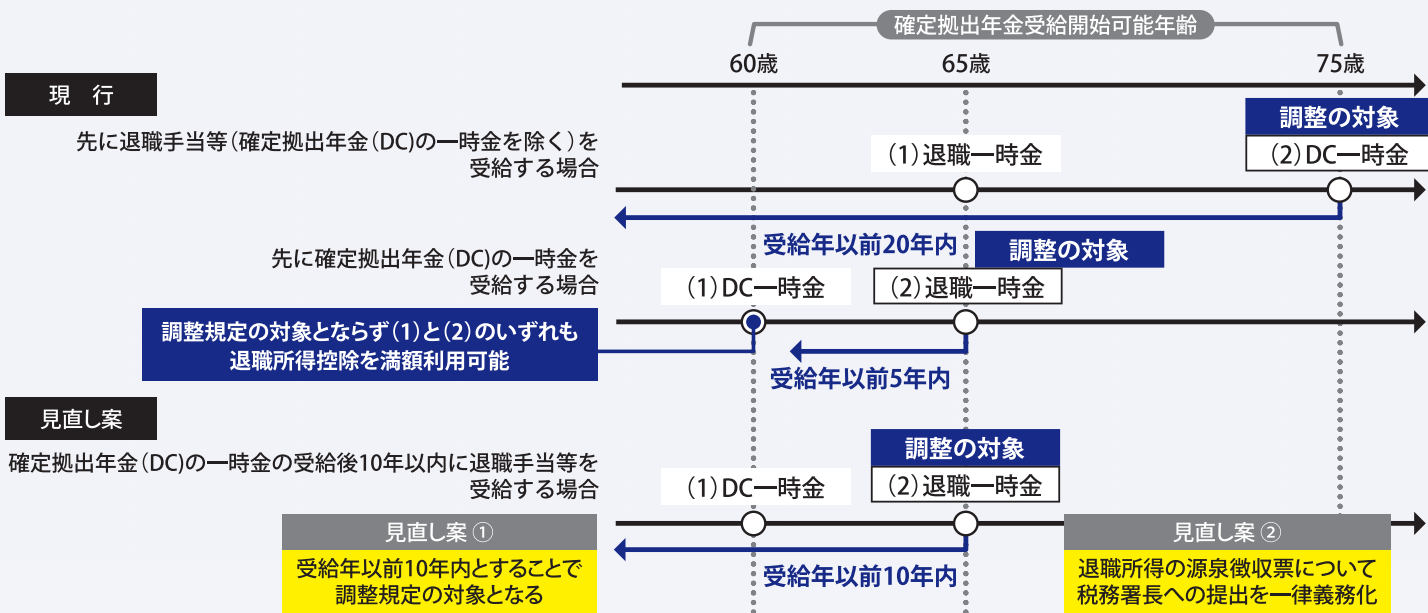 確定拠出年金受給開始可能年齢
60歳
65歳
75歳
現 行
先に退職手当等(確定拠出年金(DC)の一時金を除く)を
受給する場合
(1)退職一時金
調整の対象
(2)DC一時金
受給年以前20年内
先に確定拠出年金(DC)の一時金を
受給する場合
(1)DC一時金
調整の対象
(2)退職一時金
調整規定の対象とならず(1)と(2)のいずれも
退職所得控除を満額利用可能
受給年以前5年内
見直し案
確定拠出年金(DC)の一時金の受給後10年以内に退職手当等を
受給する場合
(1)DC一時金
調整の対象
(2)退職一時金
見直し案①
受給年以前10年内とすることで
調整規定の対象となる
受給年以前10年内
見直し案②
退職所得の源泉徴収票について
税務署長への提出を一律義務化